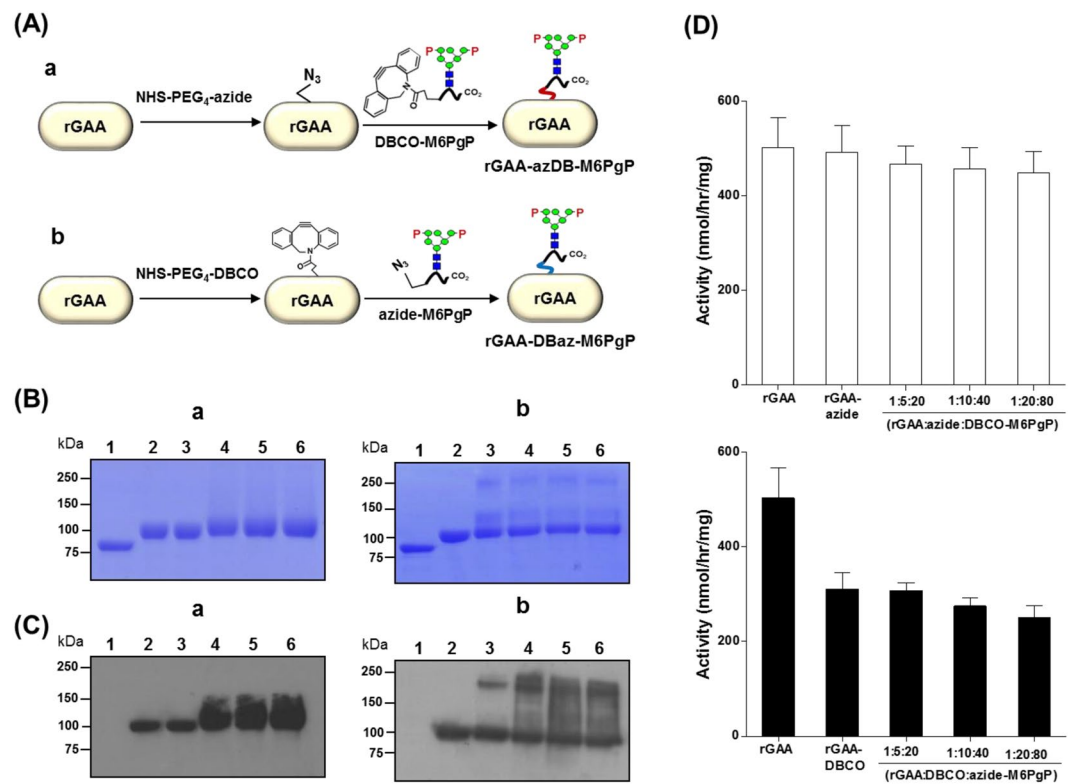 (A)
a
rGAA
NHS-PEG₄-azide
N₃
rGAA
N
O
P P
CO₂
DBCO-M6PgP
P P
CO₂
rGAA
rGAA-azDB-M6PgP
b
rGAA
NHS-PEG₄-DBCO
N
O
rGAA
N₃
P P
CO₂
azide-M6PgP
P P
CO₂
rGAA
rGAA-DBaz-M6PgP
(B)
a
kDa 1 2 3 4 5 6
250
150
100
75
b
kDa 1 2 3 4 5 6
250
150
100
75
(C)
a
kDa 1 2 3 4 5 6
250
150
100
75
b
kDa 1 2 3 4 5 6
250
150
100
75
(D)
Activity (nmol/hr/mg)
600
400
200
0
rGAA
rGAA-
azide
1:5:20 1:10:40 1:20:80
(rGAA:azide:DBCO-M6PgP)
Activity (nmol/hr/mg)
600
400
200
0
rGAA
rGAA-
DBCO
1:5:20 1:10:40 1:20:80
(rGAA:DBCO:azide-M6PgP)